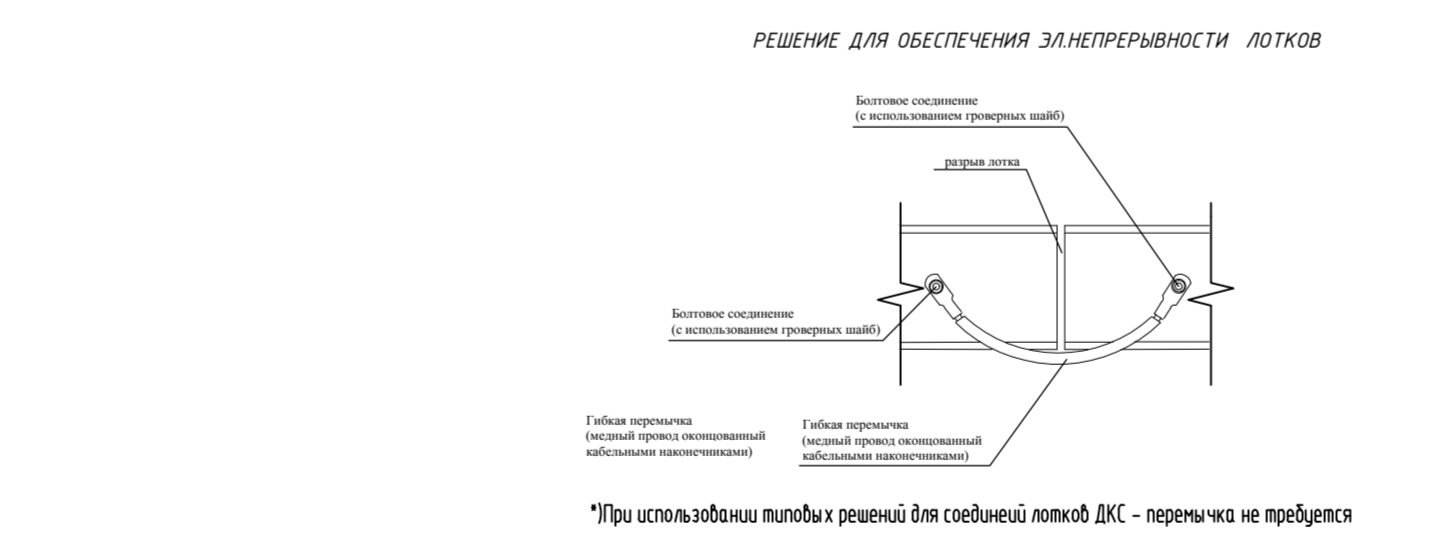 РЕШЕНИЕ ДЛЯ ОБЕСПЕЧЕНИЯ ЭЛ.НЕПРЕРЫВНОСТИ ЛОТКОВ
Болтовое соединение
(с использованием гроверных шайб)
разрыв лотка
Болтовое соединение
(с использованием гроверных шайб)
Гибкая перемычка
(медный провод оконцованный
кабельными наконечниками)
Гибкая перемычка
(медный провод оконцованный
кабельными наконечниками)
*)При использовании типовых решений для соединеий лотков ДКС - перемычка не требуется